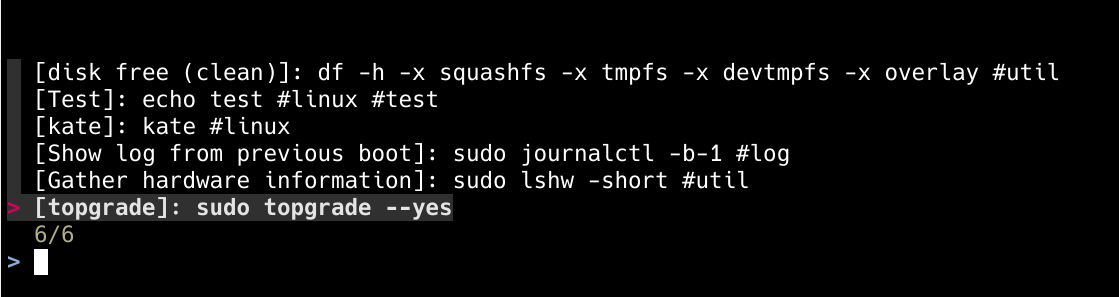 [disk free (clean)]: df -h -x squashfs -x tmpfs -x devtmpfs -x overlay #util
[Test]: echo test #linux #test
[kate]: kate #linux
[Show log from previous boot]: sudo journalctl -b-1 #log
[Gather hardware information]: sudo lshw -short #util
> [topgrade]: sudo topgrade --yes
6/6
>